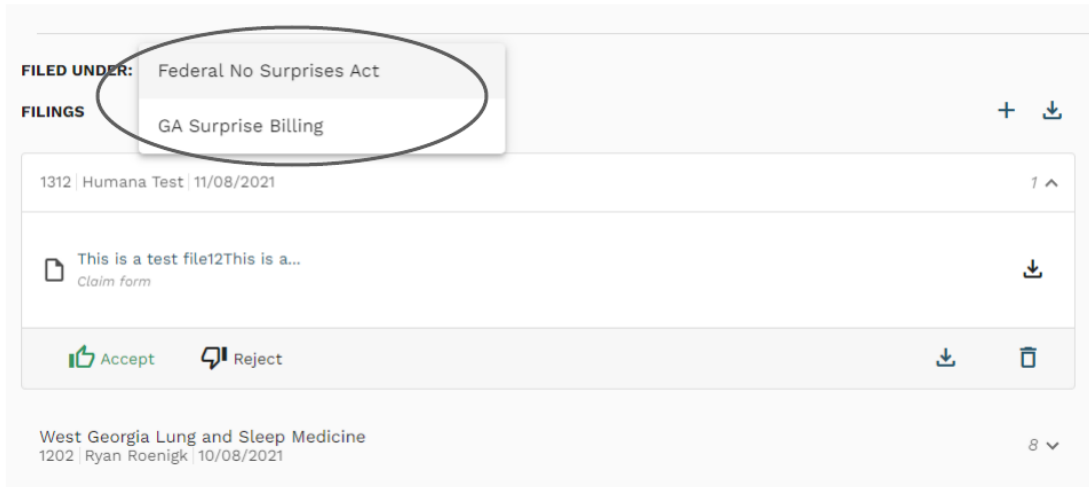 FILED UNDER: Federal No Surprises Act
FILINGS
GA Surprise Billing
1312 | Humana Test | 11/08/2021 1
This is a test file12This is a...
Claim form
Accept Reject
West Georgia Lung and Sleep Medicine
1202 | Ryan Roenigk | 10/08/2021 8